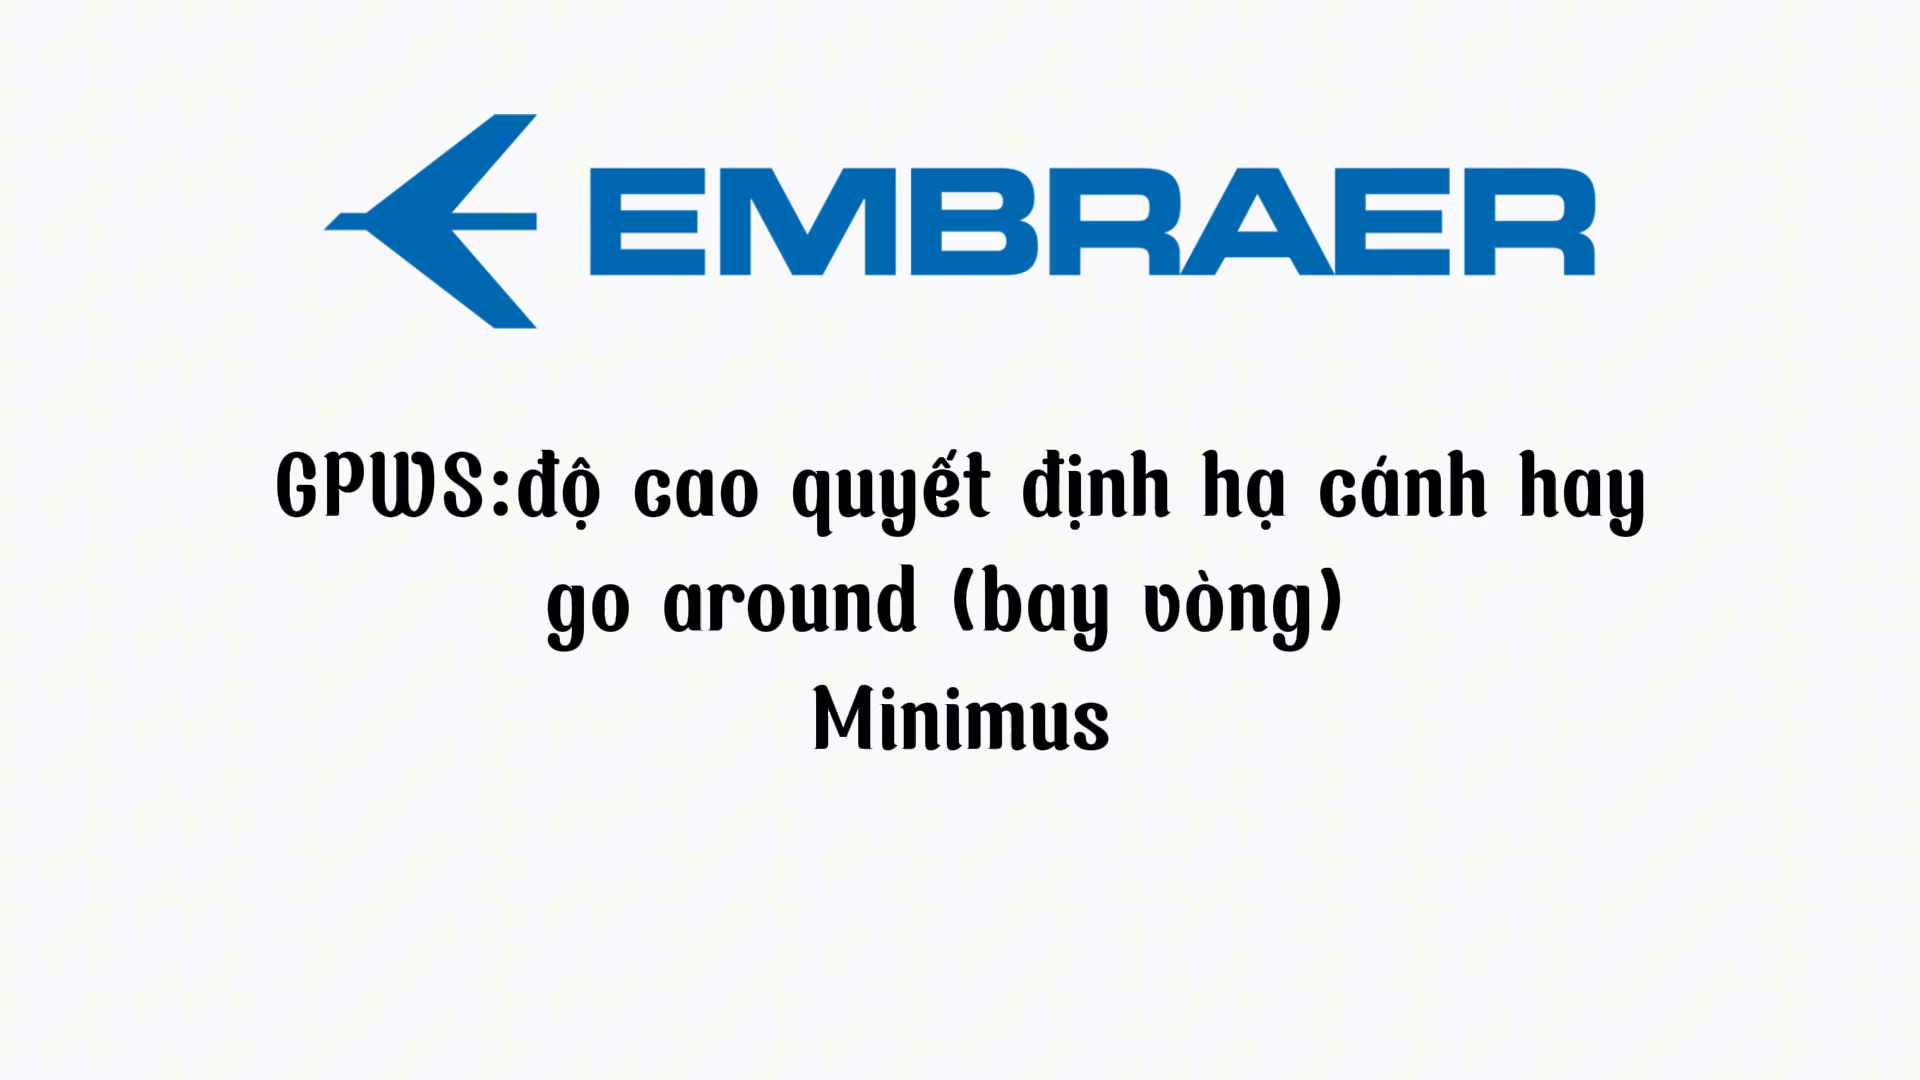 EMBRAER
GPWS:độ cao quyết định hạ cánh hay
go around (bay vòng)
Minimus